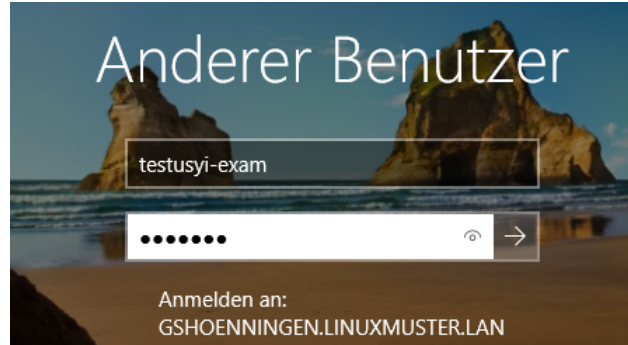 Anderer Benutzer
testusyi-exam
●●●●●●●
Anmelden an:
GSHOENNINGEN.LINUXMUSTER.LAN